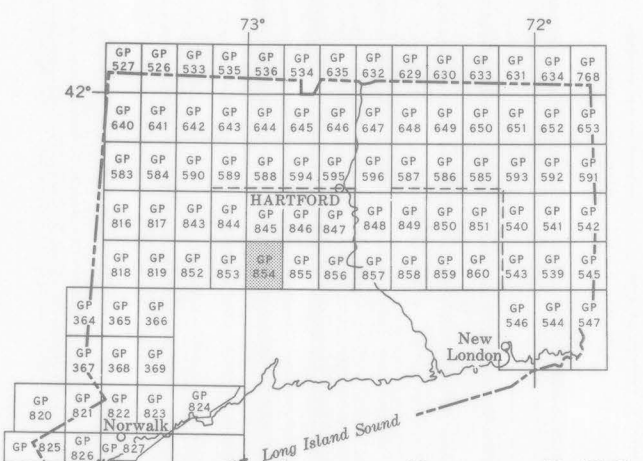 73° 72°
GP GP GP GP GP GP GP GP GP GP GP GP GP GP
527 526 533 535 536 534 635 632 629 630 633 631 634 768
42°
GP GP GP GP GP GP GP GP GP GP GP GP GP GP
640 641 642 643 644 645 646 647 648 649 650 651 652 653
GP GP GP GP GP GP GP GP GP GP GP GP GP GP
583 584 590 589 588 594 595 596 587 586 585 593 592 591
HARTFORD
GP GP GP GP GP GP GP GP GP GP GP GP GP GP
816 817 843 844 845 846 847 848 849 850 851 540 541 542
GP GP GP GP GP GP GP GP GP GP GP GP GP GP
818 819 852 853 854 855 856 857 858 859 860 543 539 545
GP GP GP GP GP GP
364 365 366 546 544 547
New
London
GP GP GP
367 368 369
GP GP GP GP GP
820 821 822 823 824
Norwalk
GP 825 GP 826 GP 827
Long Island Sound